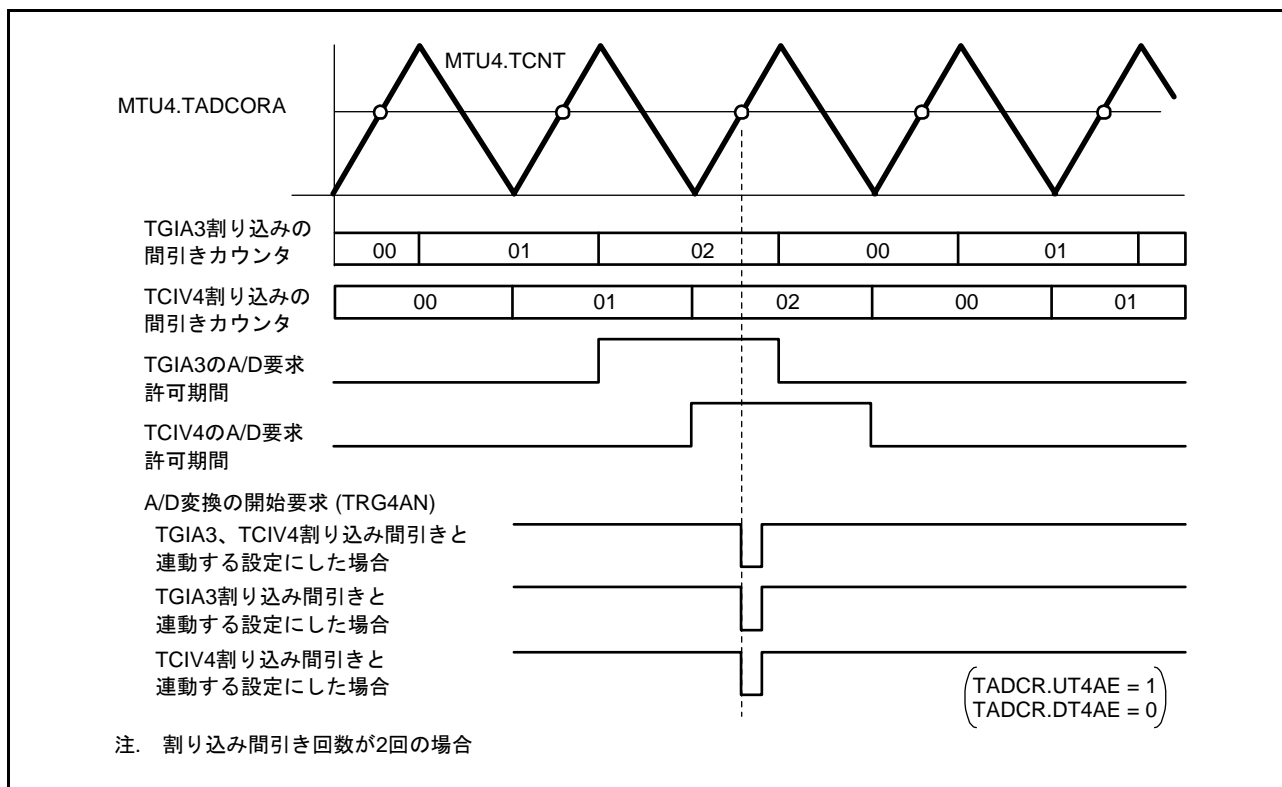 MTU4.TCNT
MTU4.TADCORA
TGIA3割り込みの
間引きカウンタ
00 01 02 00 01
TCIV4割り込みの
間引きカウンタ
00 01 02 00 01
TGIA3のA/D要求
許可期間
TCIV4のA/D要求
許可期間
A/D変換の開始要求 (TRG4AN)
TGIA3、TCIV4割り込み間引きと
連動する設定にした場合
TGIA3割り込み間引きと
連動する設定にした場合
TCIV4割り込み間引きと
連動する設定にした場合
TADCR.UT4AE = 1
TADCR.DT4AE = 0
注. 割り込み間引き回数が2回の場合